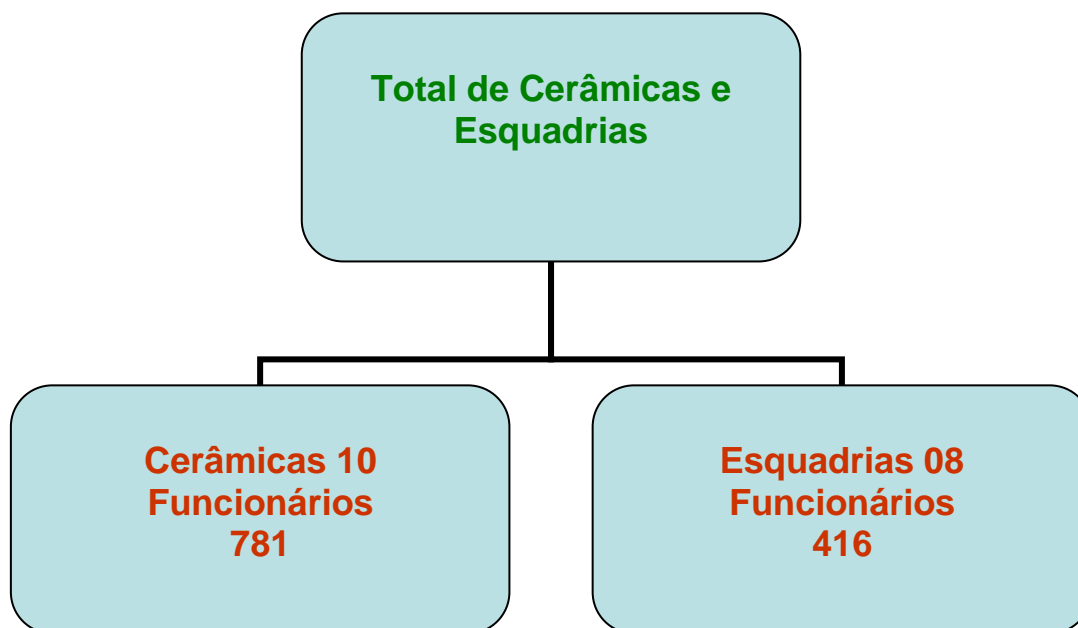 Total de Cerâmicas e
Esquadrias
Cerâmicas 10
Funcionários
781
Esquadrias 08
Funcionários
416